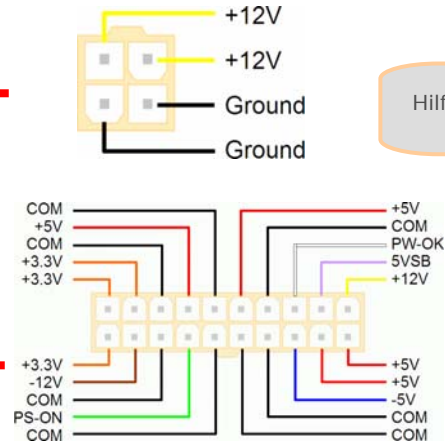 +12V
+12V
Ground
Ground
Hilf
COM
+5V
COM
+3.3V
+3.3V
+5V
COM
PW-OK
5VSB
+12V
+3.3V
-12V
COM
PS-ON
COM
+5V
+5V
-5V
COM
COM